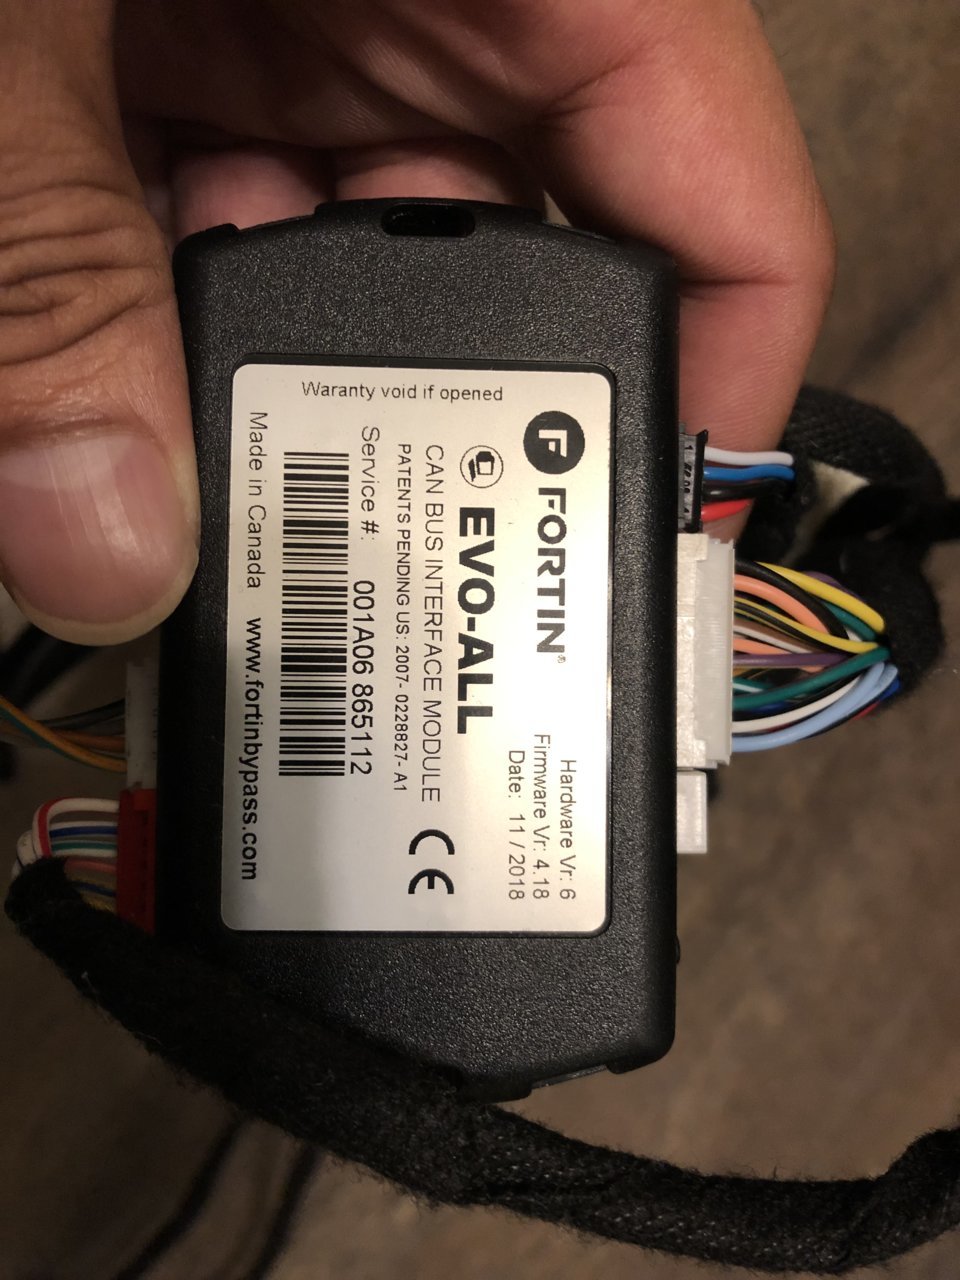 FORTIN®
EVO-ALL
CAN BUS INTERFACE MODULE
PATENTS PENDING US: 2007- 0228827- A1
Hardware Vr: 6
Firmware Vr: 4.18
Date: 11 / 2018
CE
Service #: 001A06 865112
Made in Canada www.fortinbypass.com
Waranty void if opened